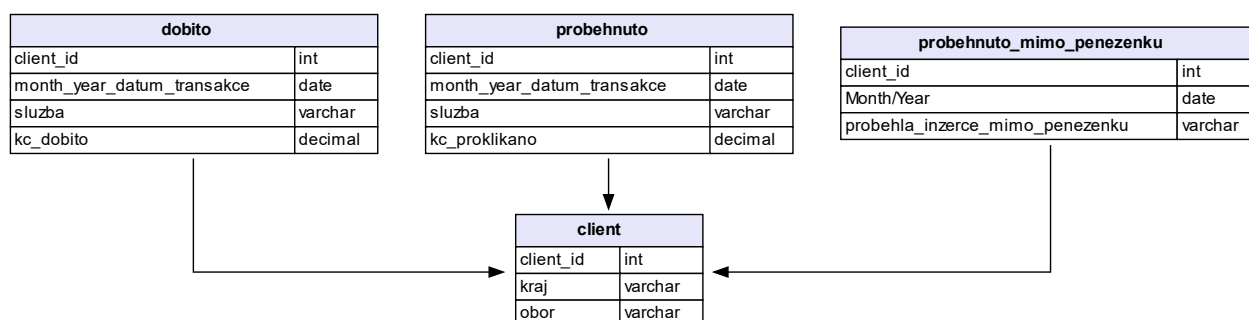 dobito
client_id int
month_year_datum_transakce date
sluzba varchar
kc_dobito decimal
probehnuto
client_id int
month_year_datum_transakce date
sluzba varchar
kc_proklikano decimal
probehnuto_mimo_penezenku
client_id int
Month/Year date
probehla_inzerce_mimo_penezenku varchar
client
client_id int
kraj varchar
obor varchar